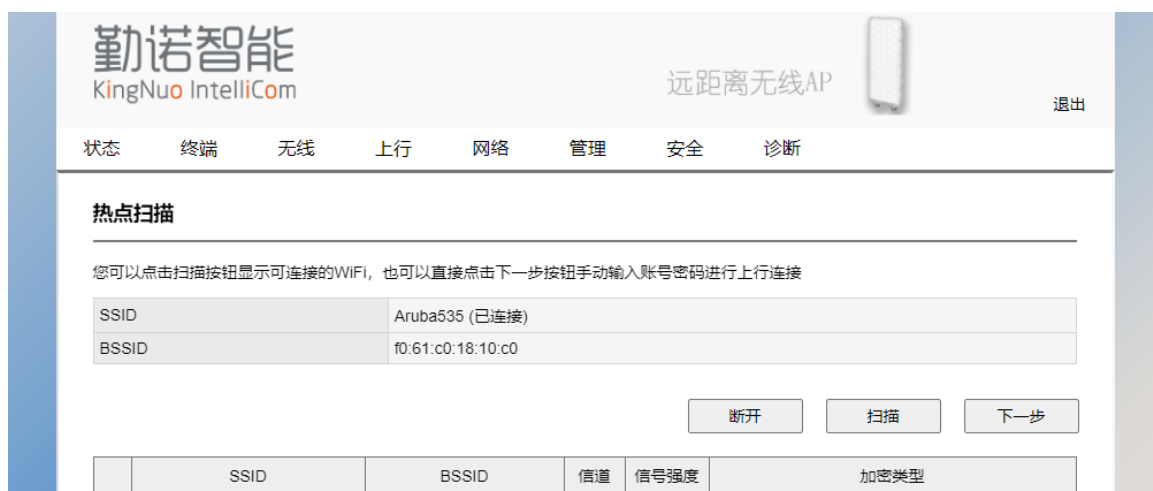 勤诺智能
KingNuo IntelliCom
远距离无线AP
退出
状态 终端 无线 上行 网络 管理 安全 诊断
热点扫描
您可以点击扫描按钮显示可连接的WiFi，也可以直接点击下一步按钮手动输入账号密码进行上行连接
SSID Aruba535 (已连接)
BSSID f0:61:c0:18:10:c0
断开 扫描 下一步
SSID BSSID 信道 信号强度 加密类型